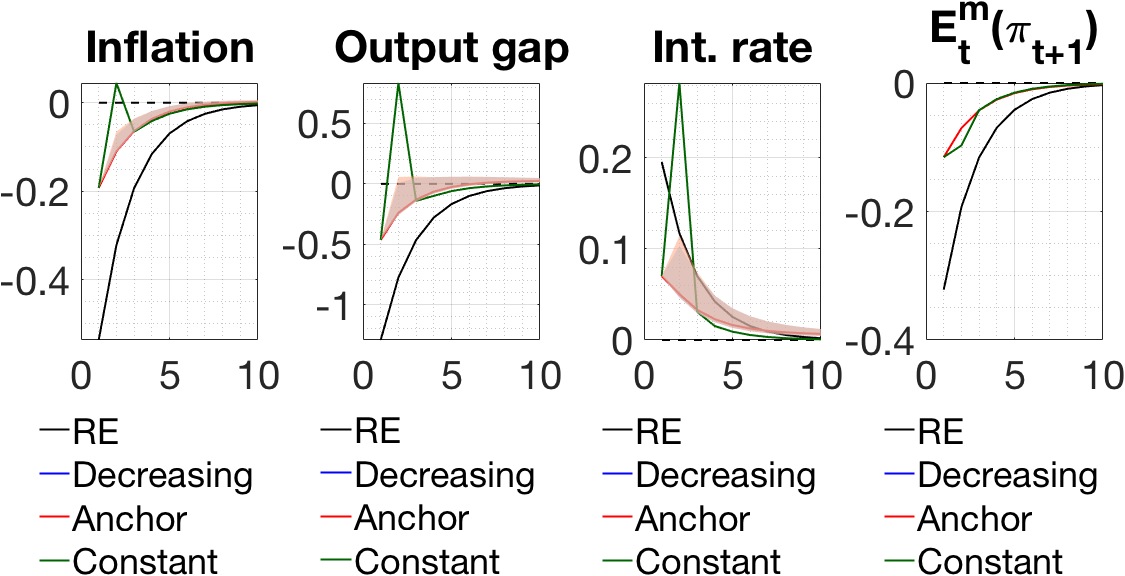 Inflation
Output gap
Int. rate
E_t^m(π_{t+1})
0
-0.2
-0.4
0 5 10
0.5
0
-0.5
-1
0 5 10
0.2
0.1
0
0 5 10
0
-0.2
-0.4
0 5 10
RE
Decreasing
Anchor
Constant
RE
Decreasing
Anchor
Constant
RE
Decreasing
Anchor
Constant
RE
Decreasing
Anchor
Constant